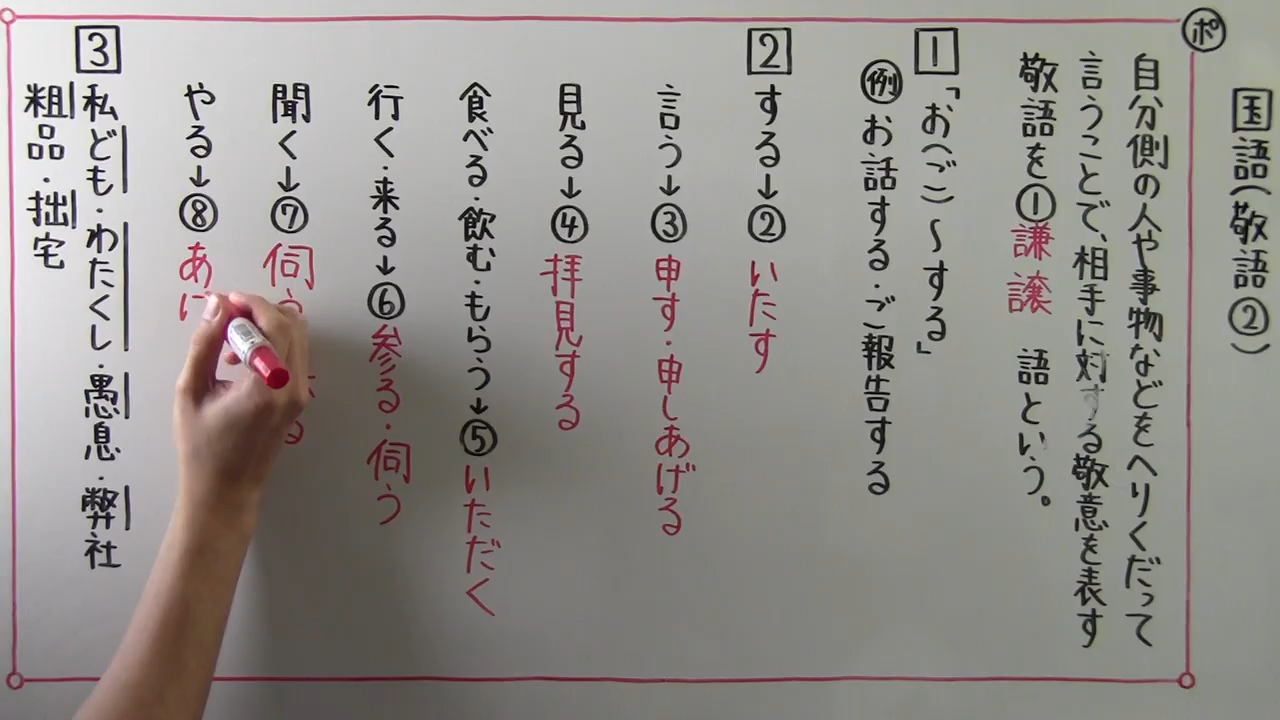 国語(敬語②)
ポ
自分側の人や事物などをへりくだって
言うことで、相手に対する敬意を表す
敬語を①謙譲 語という。
1 「お(ご)~する」
例 お話する・ご報告する
2 する→②いたす
言う→③申す・申しあげる
見る→④拝見する
食べる・飲む・もらう→⑤いただく
行く・来る→⑥参る・伺う
聞く→⑦伺う
やる→⑧あ
3 私ども・わたくし・愚息・弊社
粗品・拙宅